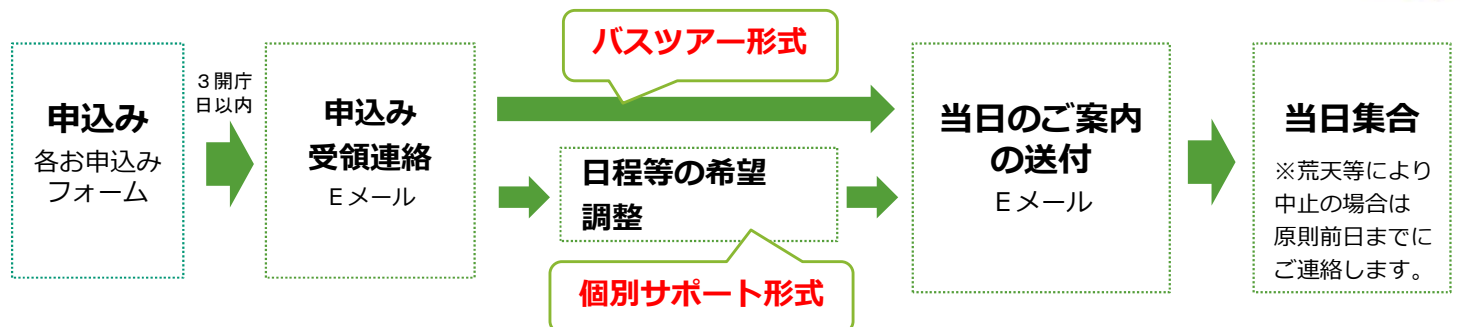 申込み
各お申込み
フォーム
３開庁
日以内
申込み
受領連絡
Ｅメール
バスツアー形式
日程等の希望
調整
個別サポート形式
当日のご案内
の送付
Ｅメール
当日集合
※荒天等により
中止の場合は
原則前日までに
ご連絡します。